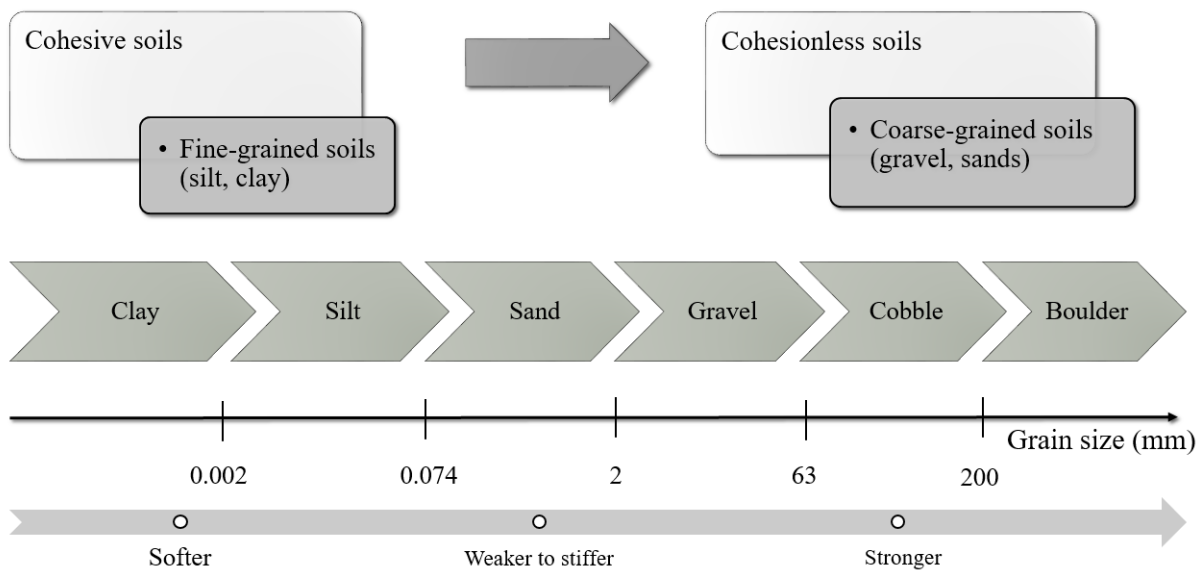 Cohesive soils
• Fine-grained soils
(silt, clay)
Cohesionless soils
• Coarse-grained soils
(gravel, sands)
Clay
Silt
Sand
Gravel
Cobble
Boulder
Grain size (mm)
0.002
0.074
2
63
200
Softer
Weaker to stiffer
Stronger